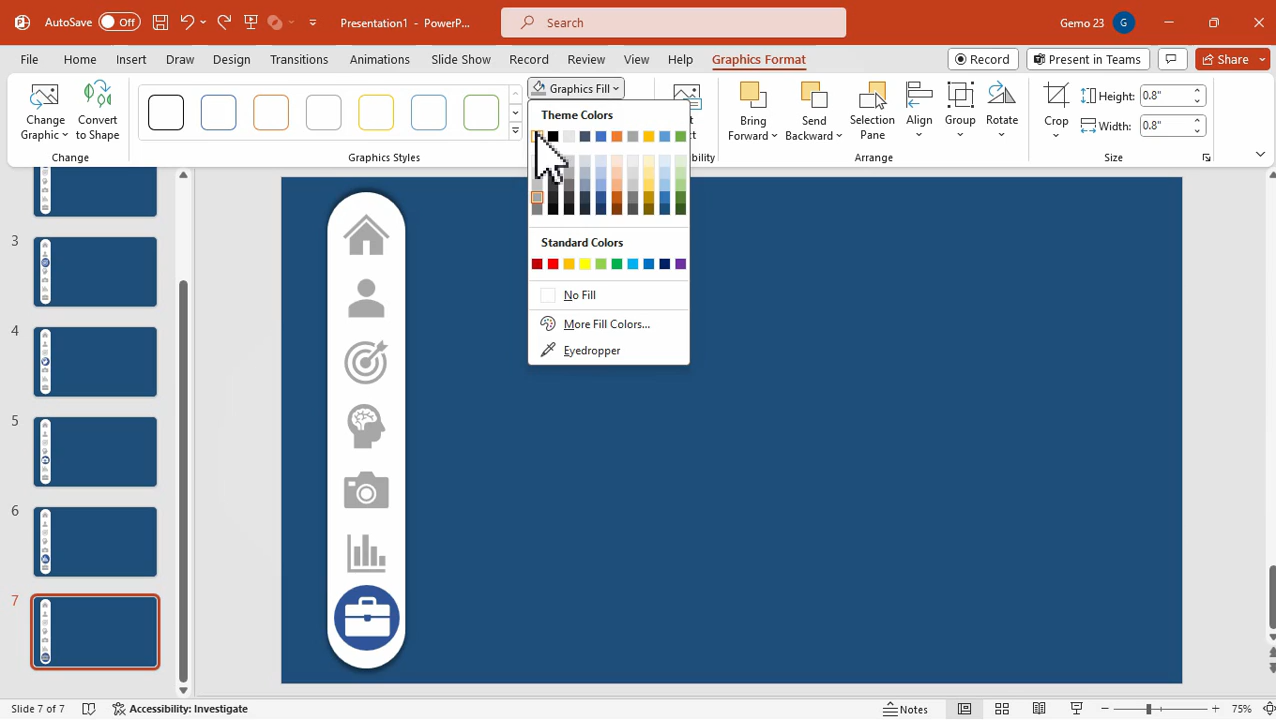 AutoSave Off
Presentation1 - PowerP...
Search
Gemo 23
G
File Home Insert Draw Design Transitions Animations Slide Show Record Review View Help Graphics Format
Record Present in Teams Share
Change Graphic
Convert to Shape
Change
Graphics Styles
Graphics Fill
Theme Colors
Standard Colors
No Fill
More Fill Colors...
Eyedropper
Bring Forward
Send Backward
Selection Pane
Align
Group
Rotate
Arrange
Crop
Height: 0.8"
Width: 0.8"
Size
3
4
5
6
7
Slide 7 of 7
Accessibility: Investigate
Notes
75%